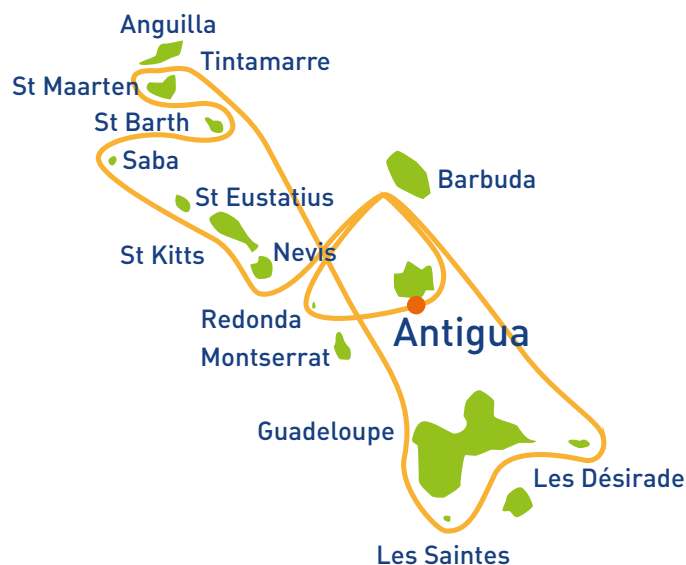 Anguilla
Tintamarre
St Maarten
St Barth
Saba
Barbuda
St Eustatius
St Kitts
Nevis
Redonda
Antigua
Montserrat
Guadeloupe
Les Désirade
Les Saintes